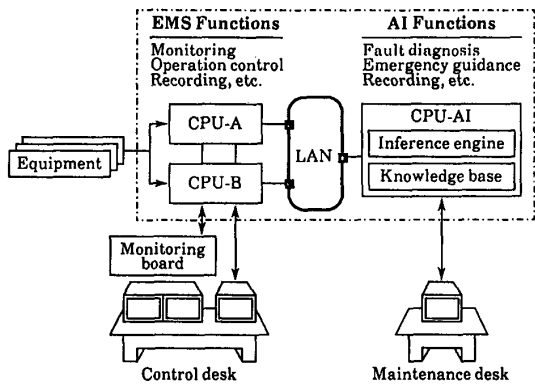 EMS Functions
Monitoring
Operation control
Recording, etc.
AI Functions
Fault diagnosis
Emergency guidance
Recording, etc.
CPU-A
CPU-B
LAN
CPU-AI
Inference engine
Knowledge base
Equipment
Monitoring
board
Control desk
Maintenance desk